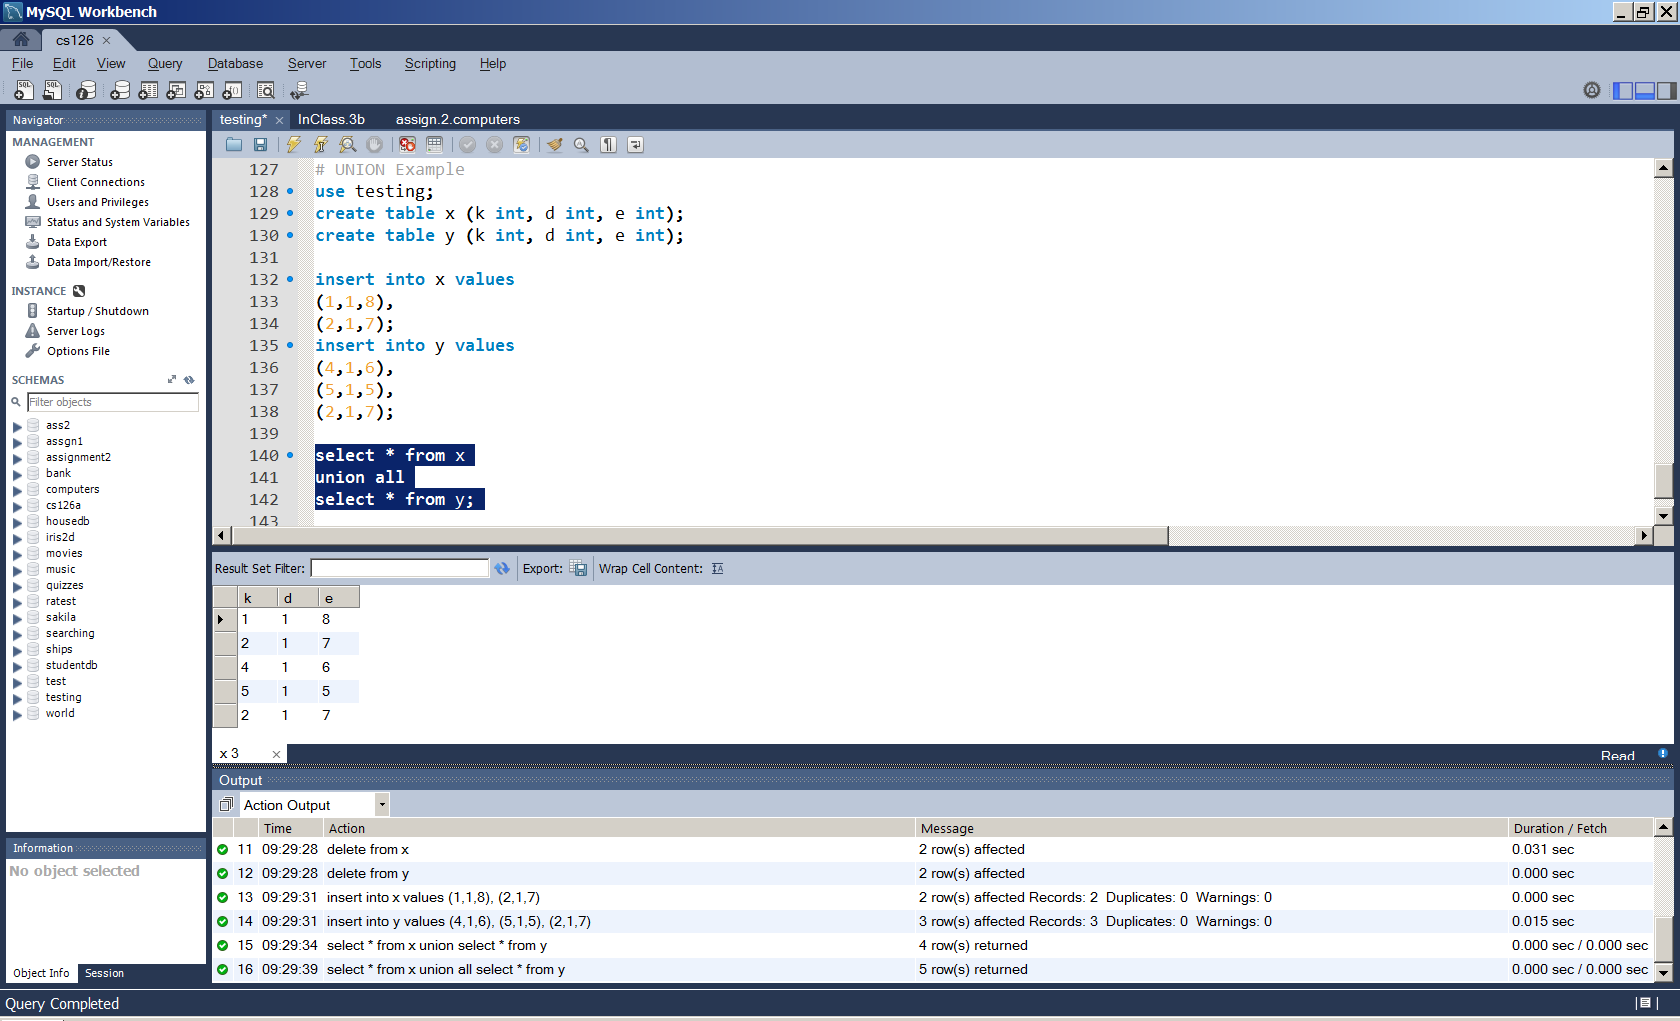 MySQL Workbench
cs126
File Edit View Query Database Server Tools Scripting Help
Navigator
MANAGEMENT
Server Status
Client Connections
Users and Privileges
Status and System Variables
Data Export
Data Import/Restore
INSTANCE
Startup / Shutdown
Server Logs
Options File
SCHEMAS
Filter objects
ass2
assgn1
assignment2
bank
computers
cs126a
housedb
iris2d
movies
music
quizzes
ratest
sakila
searching
ships
studentdb
test
testing
world
Information
No object selected
Object Info Session
testing* InClass.3b assign.2.computers
127 # UNION Example
128 use testing;
129 create table x (k int, d int, e int);
130 create table y (k int, d int, e int);
131
132 insert into x values
133 (1,1,8),
134 (2,1,7);
135 insert into y values
136 (4,1,6),
137 (5,1,5),
138 (2,1,7);
139
140 select * from x
141 union all
142 select * from y;
143
Result Set Filter: Export: Wrap Cell Content:
k d e
1 1 8
2 1 7
4 1 6
5 1 5
2 1 7
x 3
Read
Output
Action Output
Time Action Message Duration / Fetch
11 09:29:28 delete from x 2 row(s) affected 0.031 sec
12 09:29:28 delete from y 2 row(s) affected 0.000 sec
13 09:29:31 insert into x values (1,1,8), (2,1,7) 2 row(s) affected Records: 2 Duplicates: 0 Warnings: 0 0.000 sec
14 09:29:31 insert into y values (4,1,6), (5,1,5), (2,1,7) 3 row(s) affected Records: 3 Duplicates: 0 Warnings: 0 0.015 sec
15 09:29:34 select * from x union select * from y 4 row(s) returned 0.000 sec / 0.000 sec
16 09:29:39 select * from x union all select * from y 5 row(s) returned 0.000 sec / 0.000 sec
Query Completed